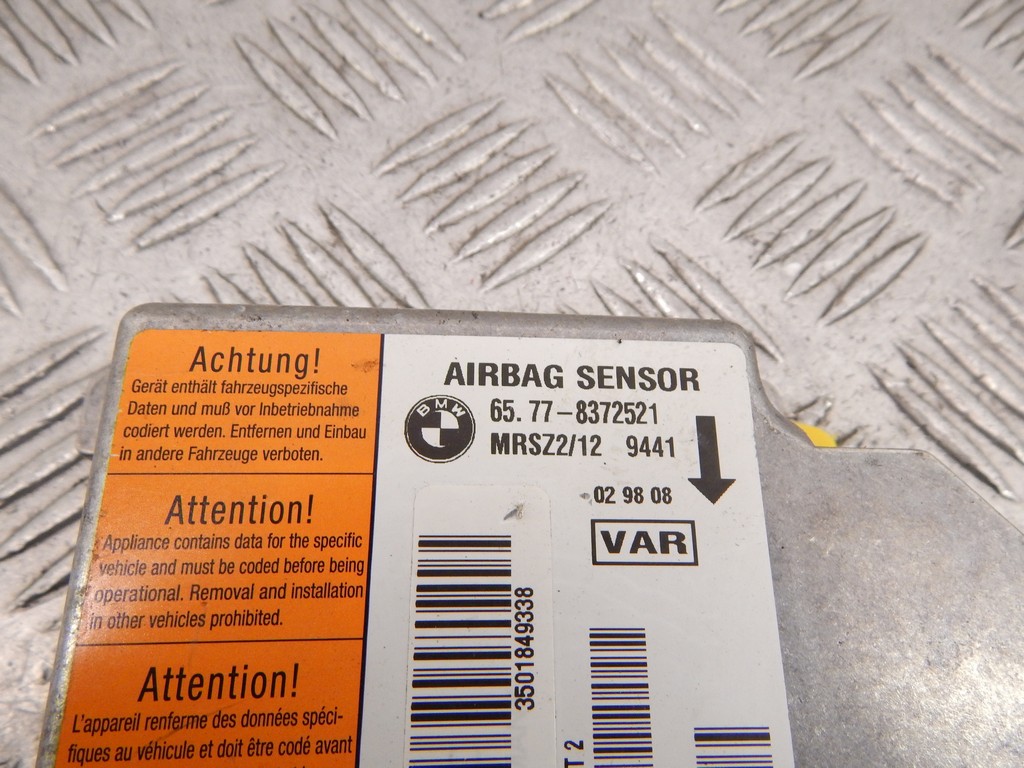 Achtung!
Gerät enthält fahrzeugspezifische
Daten und muß vor Inbetriebnahme
codiert werden. Entfernen und Einbau
in andere Fahrzeuge verboten.
Attention!
Appliance contains data for the specific
vehicle and must be coded before being
operational. Removal and installation
in other vehicles prohibited.
Attention!
L'appareil renferme des données spéci-
fiques au véhicule et doit être codé avant
AIRBAG SENSOR
BMW
65. 77-8372521
MRSZ2/12 9441
02 98 08
VAR
3501849338
T 2